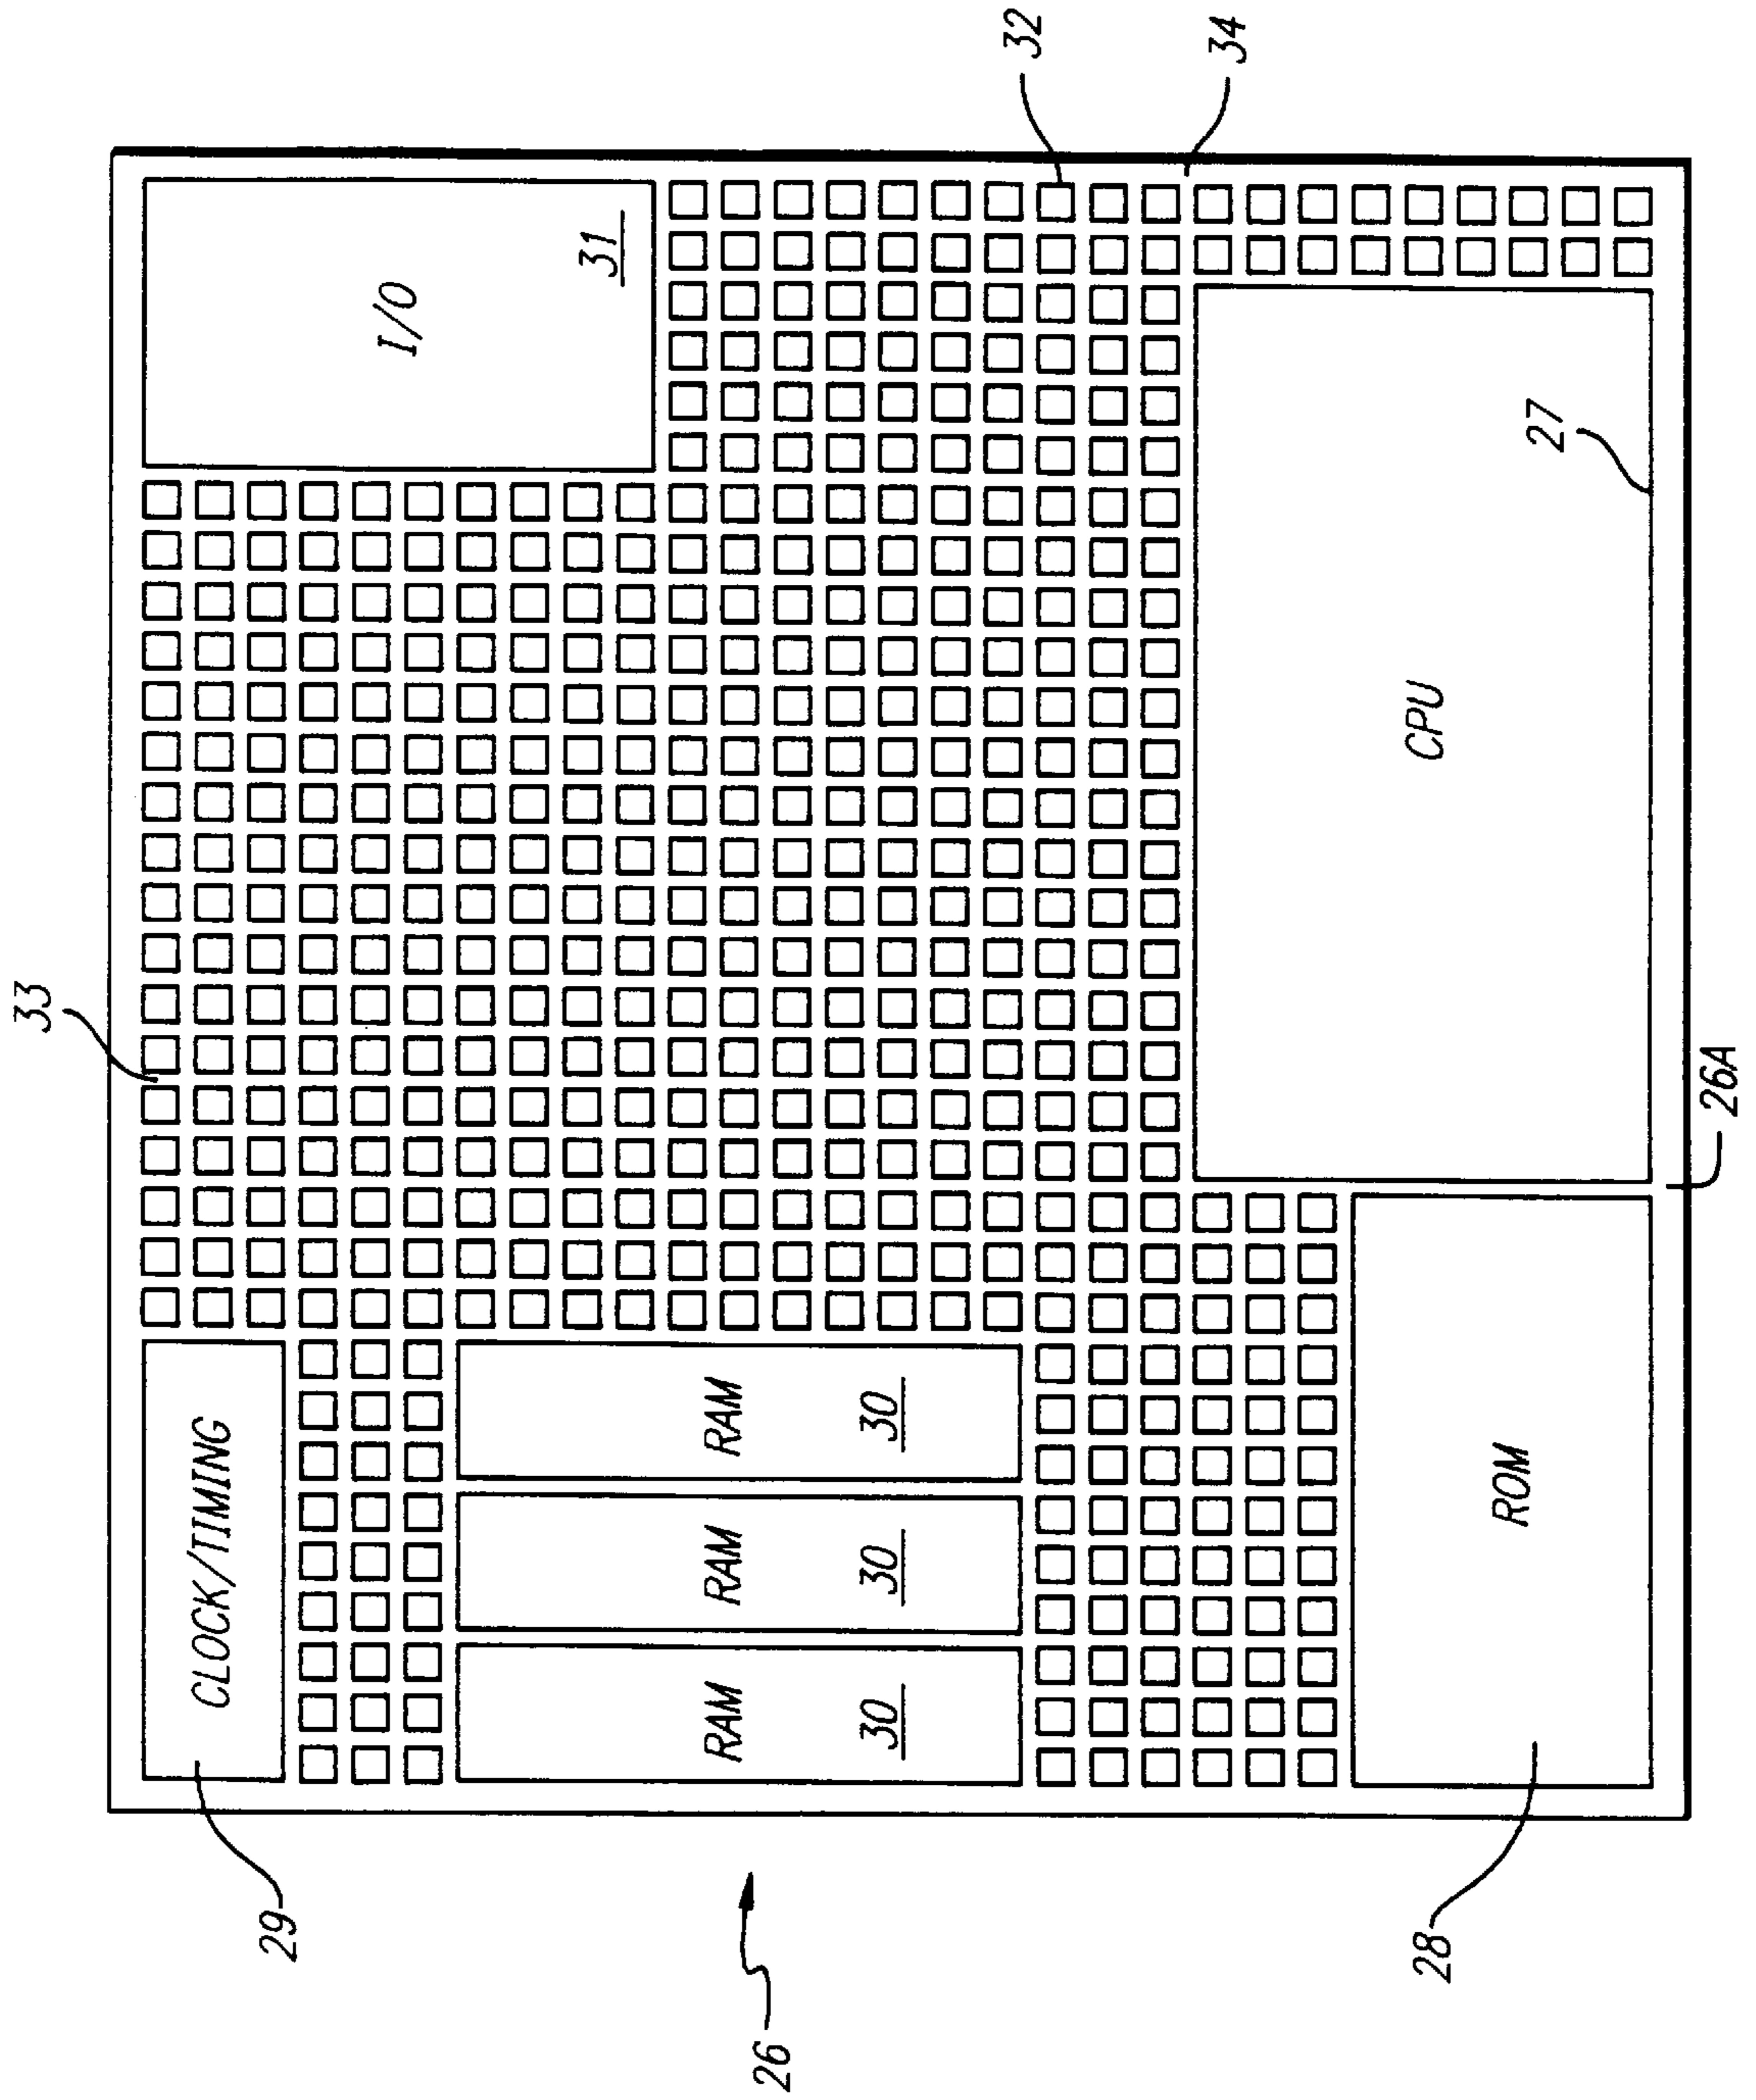 33
32
34
I/O
31
CLOCK/TIMING
29
RAM
30
RAM
30
RAM
30
CPU
27
ROM
28
26A
26